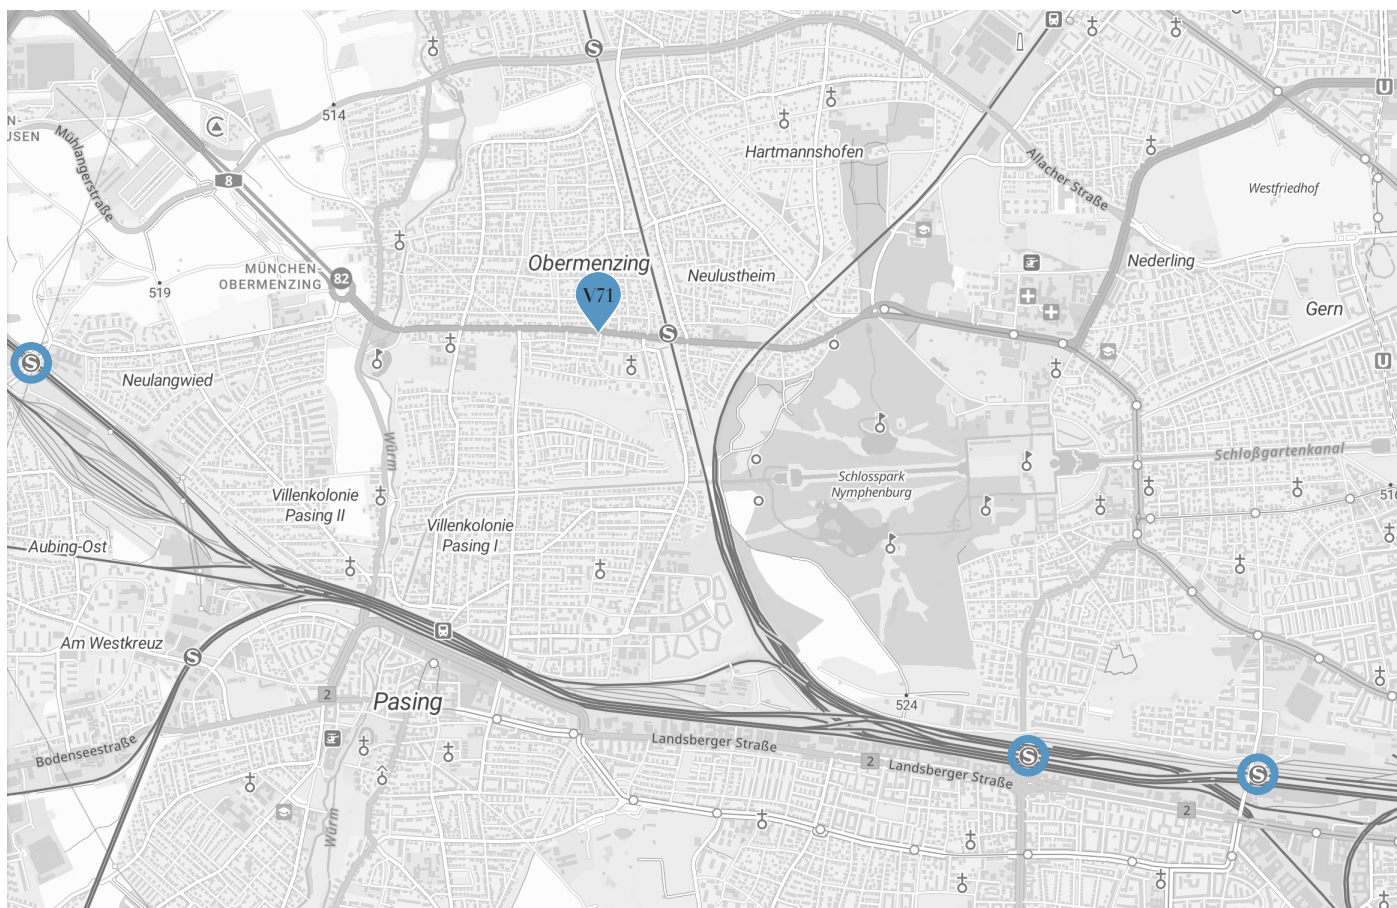 S
514
N-
USEN
Mühlangerstraße
8
Hartmannshofen
Allacher Straße
U
Westfriedhof
MÜNCHEN-
OBERMENZING
82
519
Obermenzing
Neulustheim
Nederling
V71
S
Gern
U
S
Neulangwied
Würm
Schloßgartenkanal
Schlosspark
Nymphenburg
516
Villenkolonie
Pasing II
Villenkolonie
Pasing I
Aubing-Ost
Am Westkreuz
S
2
Pasing
524
Bodenseestraße
Landsberger Straße
2
Landsberger Straße
S
S
2
Würm